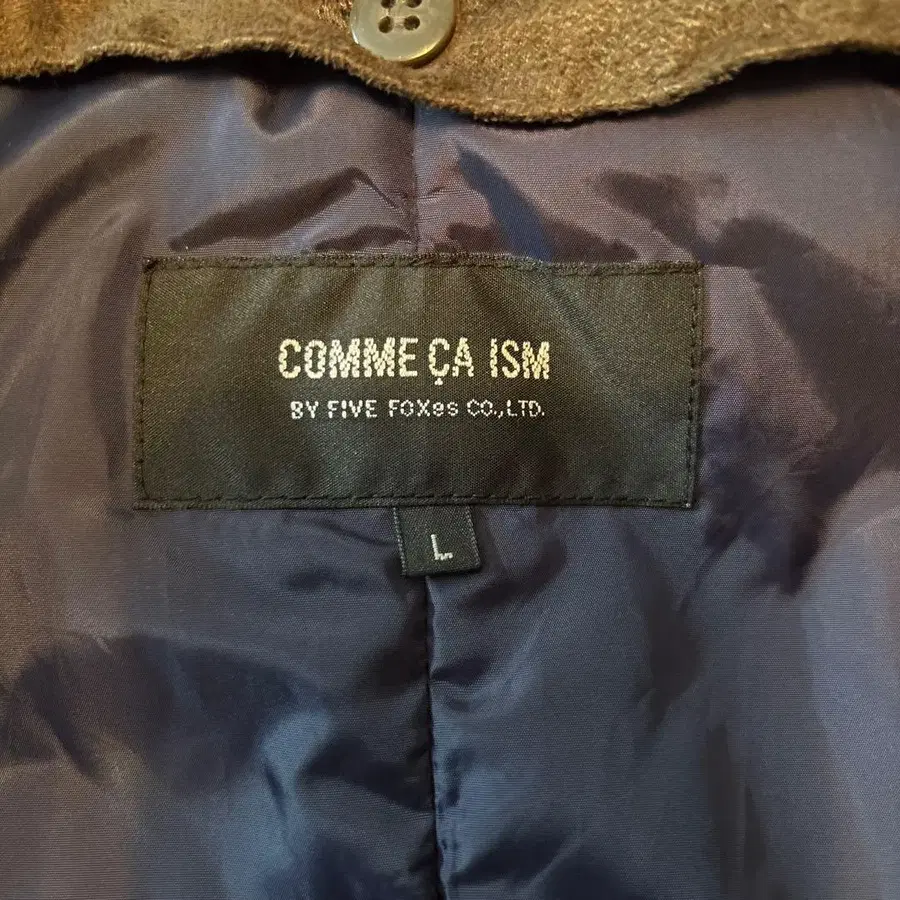 COMME ÇA ISM
BY FIVE FOXes CO.,LTD.
L